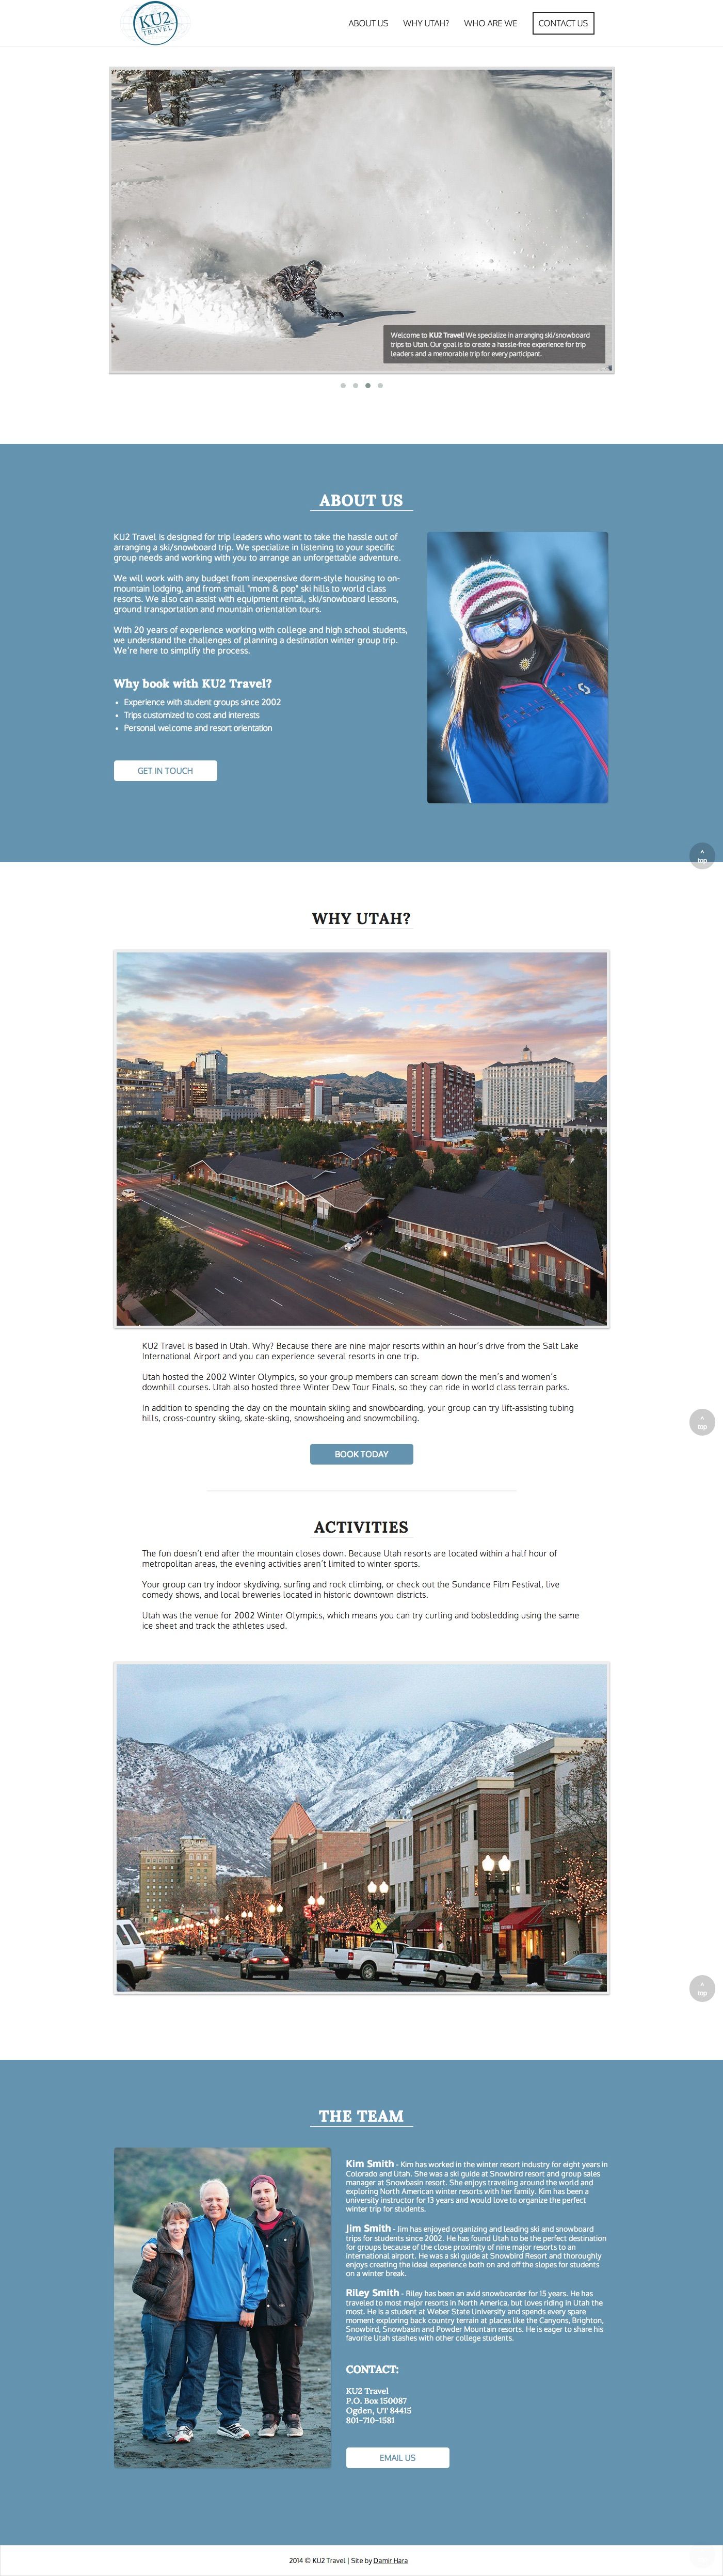 KU2
TRAVEL
ABOUT US
WHY UTAH?
WHO ARE WE
CONTACT US
Welcome to KU2 Travel! We specialize in arranging ski/snowboard
trips to Utah. Our goal is to create a hassle-free experience for trip
leaders and a memorable trip for every participant.
ABOUT US
KU2 Travel is designed for trip leaders who want to take the hassle out of
arranging a ski/snowboard trip. We specialize in listening to your specific
group needs and working with you to arrange an unforgettable adventure.
We will work with any budget from inexpensive dorm-style housing to on-
mountain lodging, and from small "mom & pop" ski hills to world class
resorts. We also can assist with equipment rental, ski/snowboard lessons,
ground transportation and mountain orientation tours.
With 20 years of experience working with college and high school students,
we understand the challenges of planning a destination winter group trip.
We're here to simplify the process.
Why book with KU2 Travel?
• Experience with student groups since 2002
• Trips customized to cost and interests
• Personal welcome and resort orientation
GET IN TOUCH
^
top
WHY UTAH?
KU2 Travel is based in Utah. Why? Because there are nine major resorts within an hour's drive from the Salt Lake
International Airport and you can experience several resorts in one trip.
Utah hosted the 2002 Winter Olympics, so your group members can scream down the men's and women's
downhill courses. Utah also hosted three Winter Dew Tour Finals, so they can ride in world class terrain parks.
In addition to spending the day on the mountain skiing and snowboarding, your group can try lift-assisting tubing
hills, cross-country skiing, skate-skiing, snowshoeing and snowmobiling.
^
top
BOOK TODAY
ACTIVITIES
The fun doesn't end after the mountain closes down. Because Utah resorts are located within a half hour of
metropolitan areas, the evening activities aren't limited to winter sports.
Your group can try indoor skydiving, surfing and rock climbing, or check out the Sundance Film Festival, live
comedy shows, and local breweries located in historic downtown districts.
Utah was the venue for 2002 Winter Olympics, which means you can try curling and bobsledding using the same
ice sheet and track the athletes used.
^
top
THE TEAM
Kim Smith - Kim has worked in the winter resort industry for eight years in
Colorado and Utah. She was a ski guide at Snowbird resort and group sales
manager at Snowbasin resort. She enjoys traveling around the world and
exploring North American winter resorts with her family. Kim has been a
university instructor for 13 years and would love to organize the perfect
winter trip for students.
Jim Smith - Jim has enjoyed organizing and leading ski and snowboard
trips for students since 2002. He has found Utah to be the perfect destination
for groups because of the close proximity of nine major resorts to an
international airport. He was a ski guide at Snowbird Resort and thoroughly
enjoys creating the ideal experience both on and off the slopes for students
on a winter break.
Riley Smith - Riley has been an avid snowboarder for 15 years. He has
traveled to most major resorts in North America, but loves riding in Utah the
most. He is a student at Weber State University and spends every spare
moment exploring back country terrain at places like the Canyons, Brighton,
Snowbird, Snowbasin and Powder Mountain resorts. He is eager to share his
favorite Utah stashes with other college students.
CONTACT:
KU2 Travel
P.O. Box 150087
Ogden, UT 84415
801-710-1581
EMAIL US
2014 © KU2 Travel | Site by Damir Hara